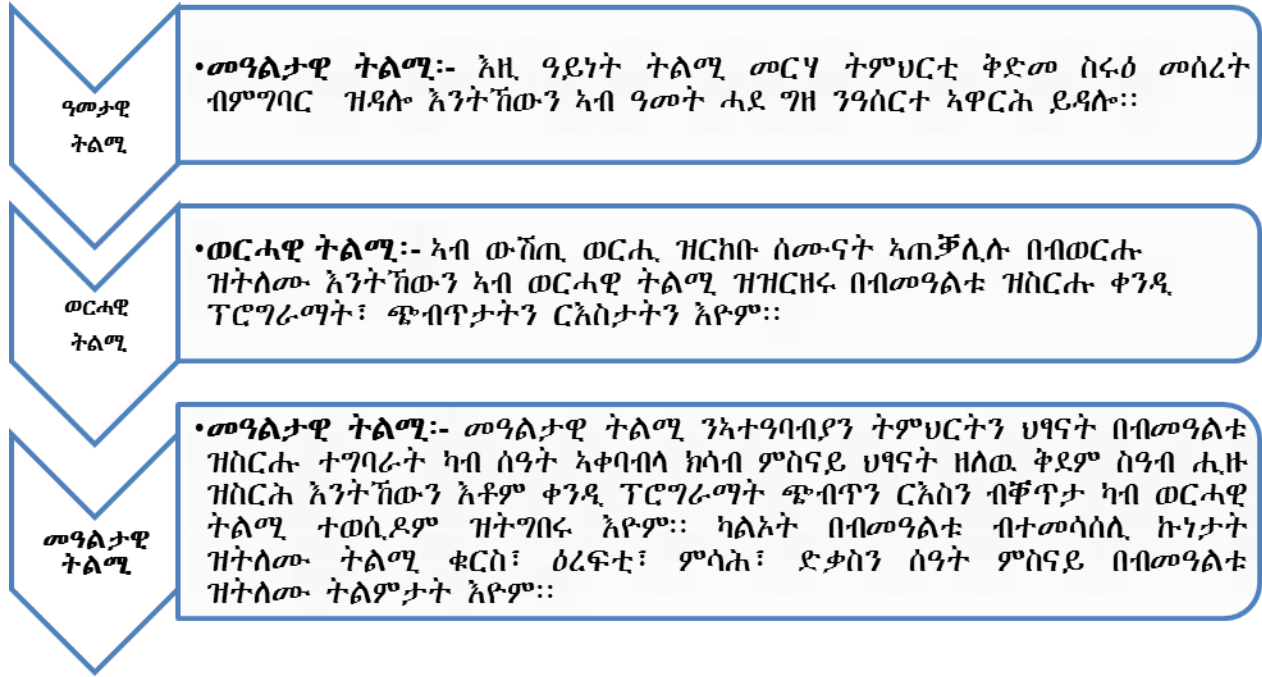 ዓመታዊ
ትልሚ
•መዓልታዊ ትልሚ፡- እዚ ዓይነት ትልሚ መርሃ ትምህርቲ ቅድመ ስሩዕ መሰረት
ብምግባር ዝዳሎ እንትኸውን ኣብ ዓመት ሓደ ግዘ ንዓሰርተ ኣዋርሕ ይዳሎ፡፡
ወርሓዊ
ትልሚ
•ወርሓዊ ትልሚ፡- ኣብ ውሽጢ ወርሒ ዝርከቡ ሰሙናት ኣጠቓሊሉ በብወርሑ
ዝትለሙ እንትኸውን ኣብ ወርሓዊ ትልሚ ዝዝርዘሩ በብመዓልቱ ዝስርሑ ቀንዲ
ፕሮግራማት፣ ጭብጥታትን ርእስታትን እዮም፡፡
መዓልታዊ
ትልሚ
•መዓልታዊ ትልሚ፡- መዓልታዊ ትልሚ ንኣተዓባብያን ትምህርትን ህፃናት በብመዓልቱ
ዝስርሑ ተግባራት ካብ ሰዓት ኣቀባብላ ክሳብ ምስናይ ህፃናት ዘለዉ ቅደም ስዓብ ሒዙ
ዝስርሕ እንትኸውን እቶም ቀንዲ ፕሮግራማት ጭብጥን ርእስን ብቐጥታ ካብ ወርሓዊ
ትልሚ ተወሲዶም ዝትግበሩ እዮም፡፡ ካልኦት በብመዓልቱ ብተመሳሰሊ ኩነታት
ዝትለሙ ትልሚ ቁርስ፣ ዕረፍቲ፣ ምሳሕ፣ ድቃስን ሰዓት ምስናይ በብመዓልቱ
ዝትለሙ ትልምታት እዮም፡፡